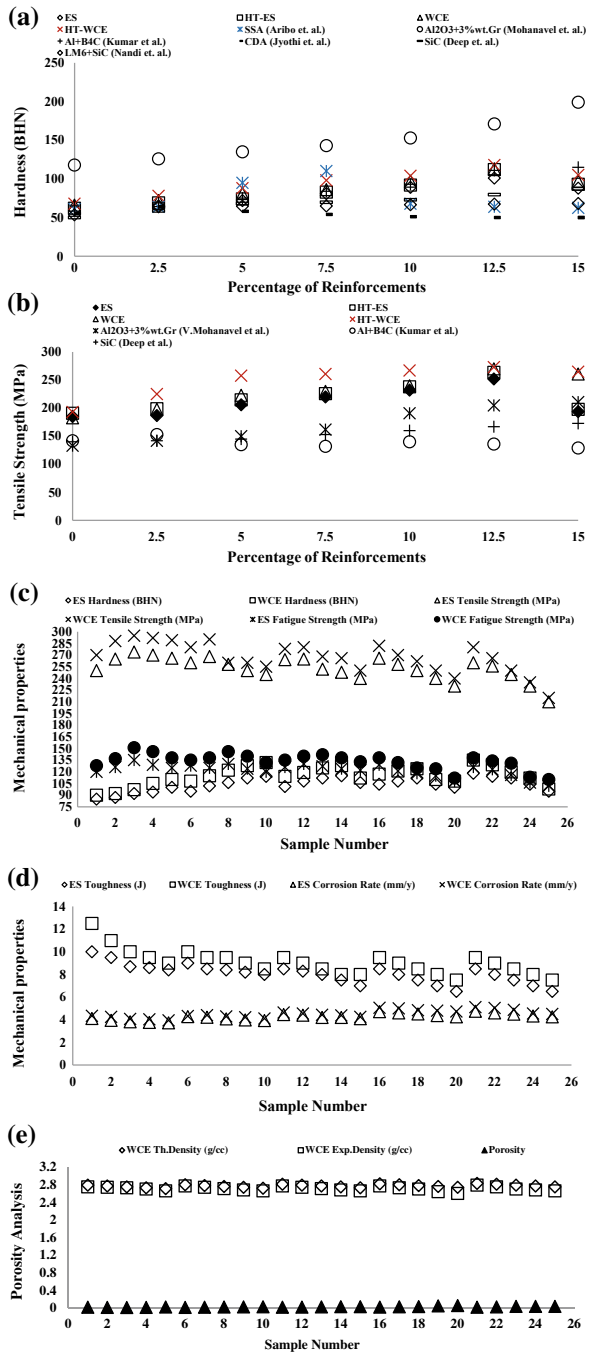 (a)
ES HT-ES WCE
HT-WCE SSA (Aribo et. al.) Al2O3+3%wt.Gr (Mohanavel et. al.)
Al+B4C (Kumar et al.) CDA (Jyothi et. al.) SiC (Deep et. al.)
LM6+SiC (Nandi et. al.)
Hardness (BHN)
250
200
150
100
50
0
0 2.5 5 7.5 10 12.5 15
Percentage of Reinforcements
(b)
ES HT-ES
WCE HT-WCE
Al2O3+3%wt.Gr (V.Mohanavel et al.) Al+B4C (Kumar et al.)
SiC (Deep et al.)
Tensile Strength (MPa)
300
250
200
150
100
50
0
0 2.5 5 7.5 10 12.5 15
Percentage of Reinforcements
(c)
ES Hardness (BHN) WCE Hardness (BHN) ES Tensile Strength (MPa)
WCE Tensile Strength (MPa) ES Fatigue Strength (MPa) WCE Fatigue Strength (MPa)
Mechanical properties
300
285
270
255
240
225
210
195
180
165
150
135
120
105
90
75
0 2 4 6 8 10 12 14 16 18 20 22 24 26
Sample Number
(d)
ES Toughness (J) WCE Toughness (J) ES Corrosion Rate (mm/y) WCE Corrosion Rate (mm/y)
Mechanical properties
14
12
10
8
6
4
2
0
0 2 4 6 8 10 12 14 16 18 20 22 24 26
Sample Number
(e)
WCE Th.Density (g/cc) WCE Exp.Density (g/cc) Porosity
Porosity Analysis
3.2
2.8
2.4
2
1.6
1.2
0.8
0.4
0
0 2 4 6 8 10 12 14 16 18 20 22 24 26
Sample Number